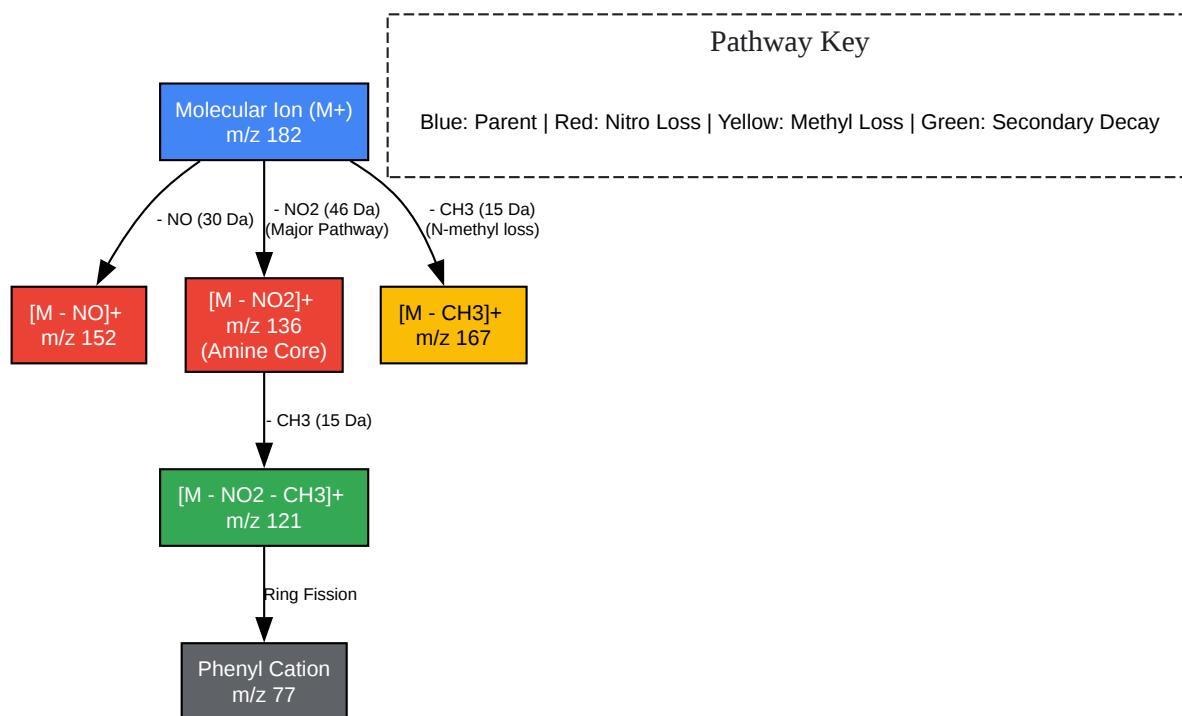 Pathway Key
Blue: Parent | Red: Nitro Loss | Yellow: Methyl Loss | Green: Secondary Decay
Molecular Ion (M+)
m/z 182
- NO (30 Da)
- NO2 (46 Da)
(Major Pathway)
- CH3 (15 Da)
(N-methyl loss)
[M - NO]+
m/z 152
[M - NO2]+
m/z 136
(Amine Core)
[M - CH3]+
m/z 167
- CH3 (15 Da)
[M - NO2 - CH3]+
m/z 121
Ring Fission
Phenyl Cation
m/z 77